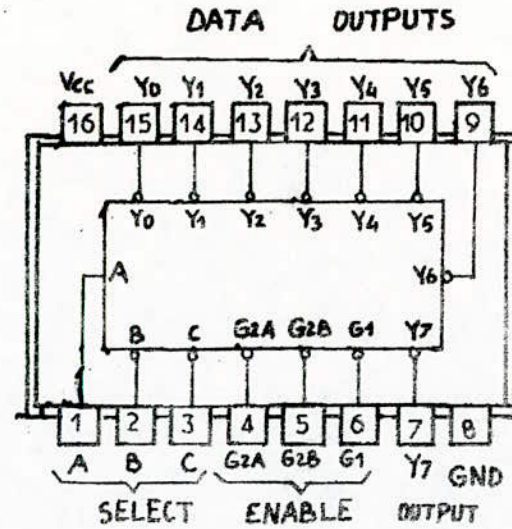 DATA OUTPUTS
Vcc Y0 Y1 Y2 Y3 Y4 Y5 Y6
16 15 14 13 12 11 10 9
Y0 Y1 Y2 Y3 Y4 Y5
A Y6
B C G2A G2B G1 Y7
1 2 3 4 5 6 7 8
A B C G2A G2B G1 Y7 GND
SELECT ENABLE OUTPUT